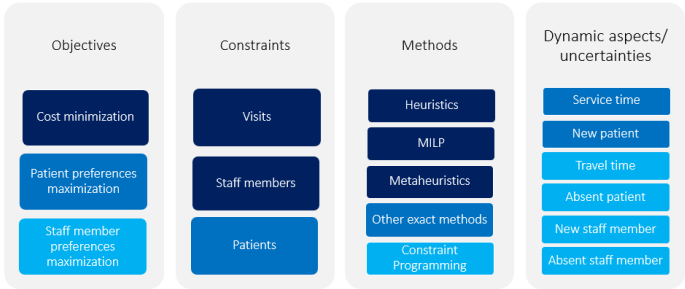 Objectives
Cost minimization
Patient preferences
maximization
Staff member
preferences
maximization
Constraints
Visits
Staff members
Patients
Methods
Heuristics
MILP
Metaheuristics
Other exact methods
Constraint
Programming
Dynamic aspects/
uncertainties
Service time
New patient
Travel time
Absent patient
New staff member
Absent staff member